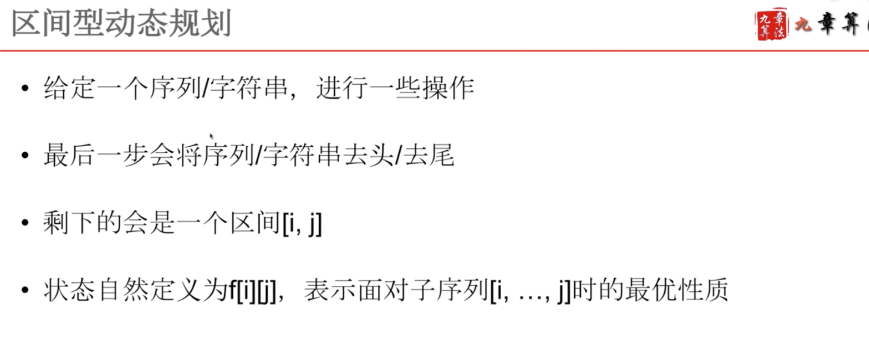 区间型动态规划
九章算法
九章算
• 给定一个序列/字符串，进行一些操作
• 最后一步会将序列/字符串去头/去尾
• 剩下的会是一个区间[i, j]
• 状态自然定义为f[i][j]，表示面对子序列[i, …, j]时的最优性质